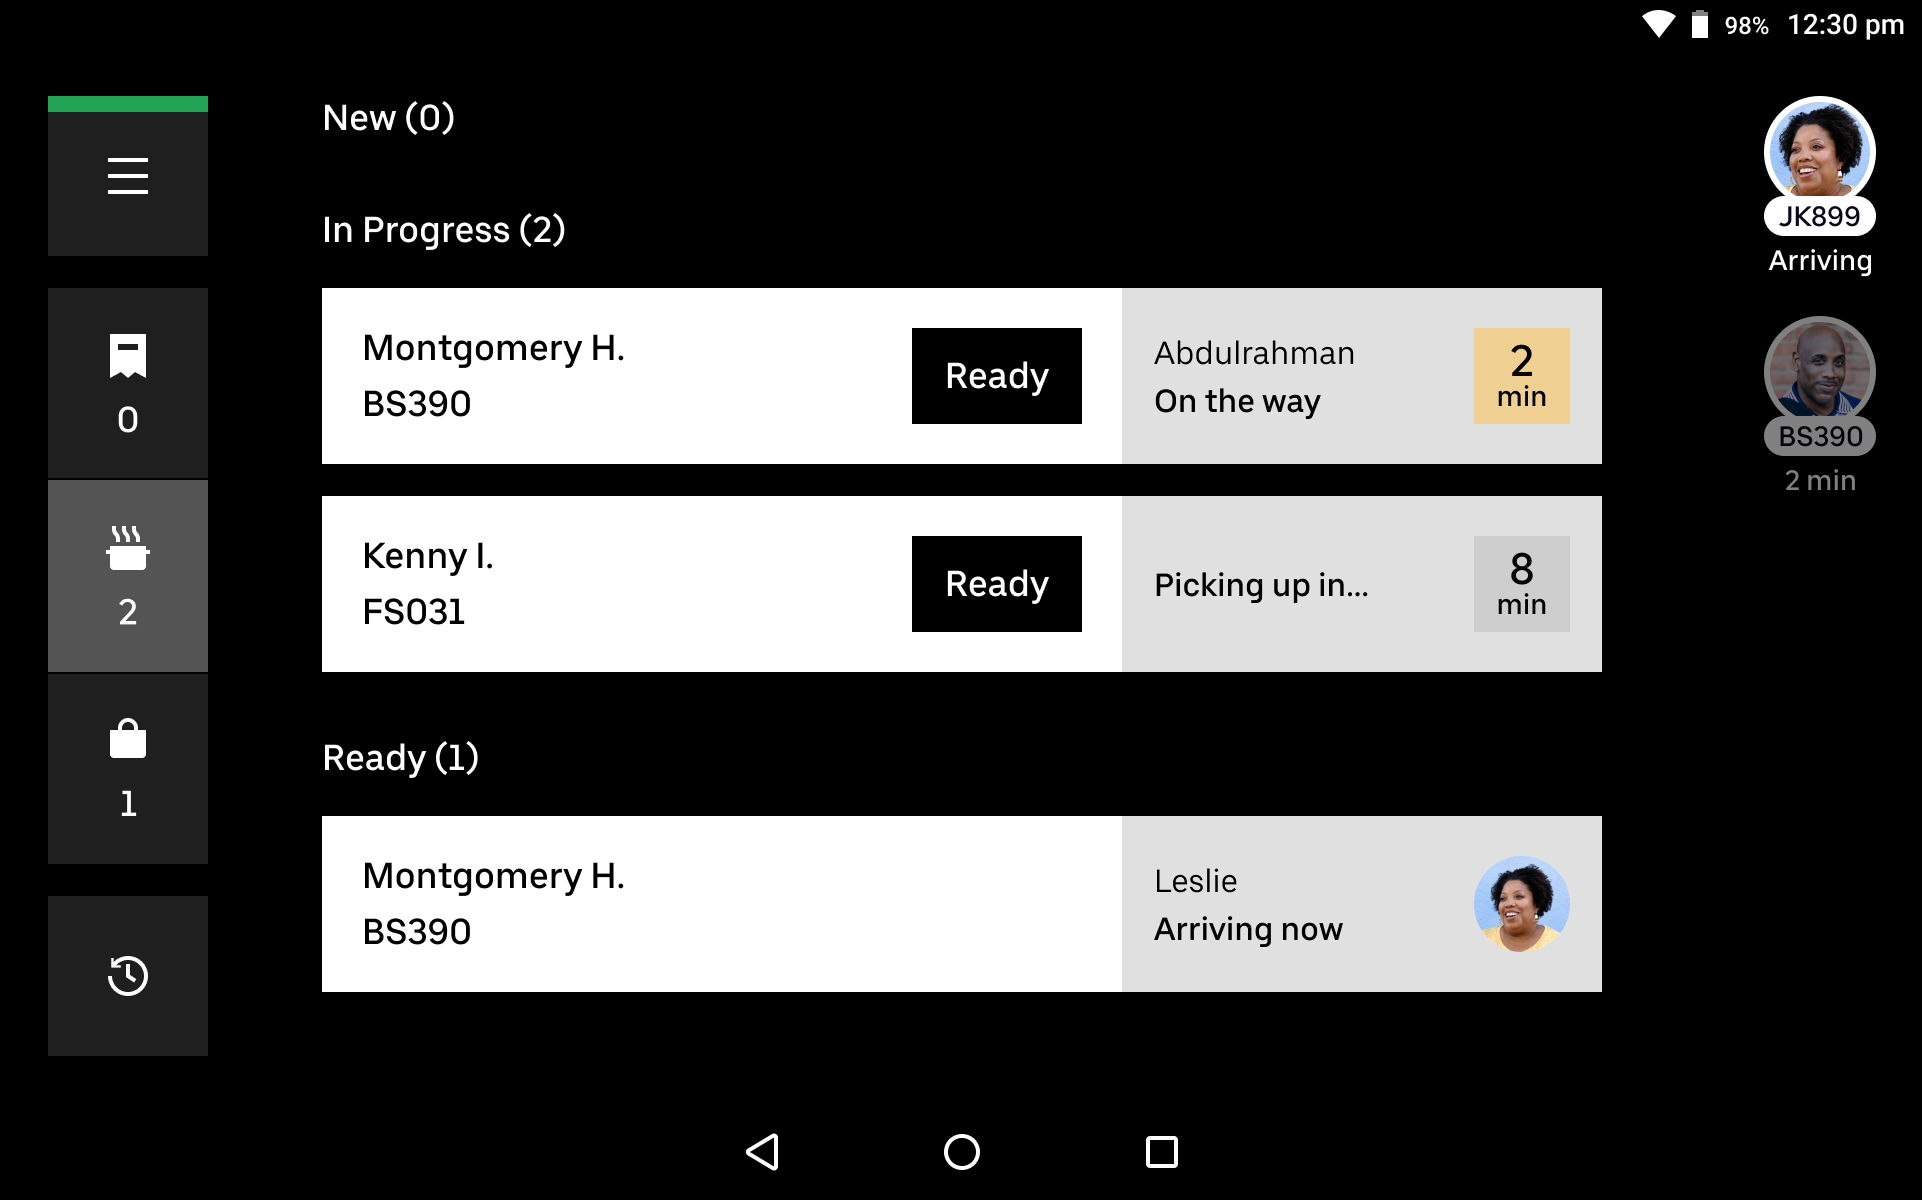 98% 12:30 pm
New (0)
In Progress (2)
Montgomery H.
BS390
Ready
Abdulrahman
On the way
2
min
Kenny I.
FS031
Ready
Picking up in...
8
min
Ready (1)
Montgomery H.
BS390
Leslie
Arriving now
0
2
1
JK899
Arriving
BS390
2 min